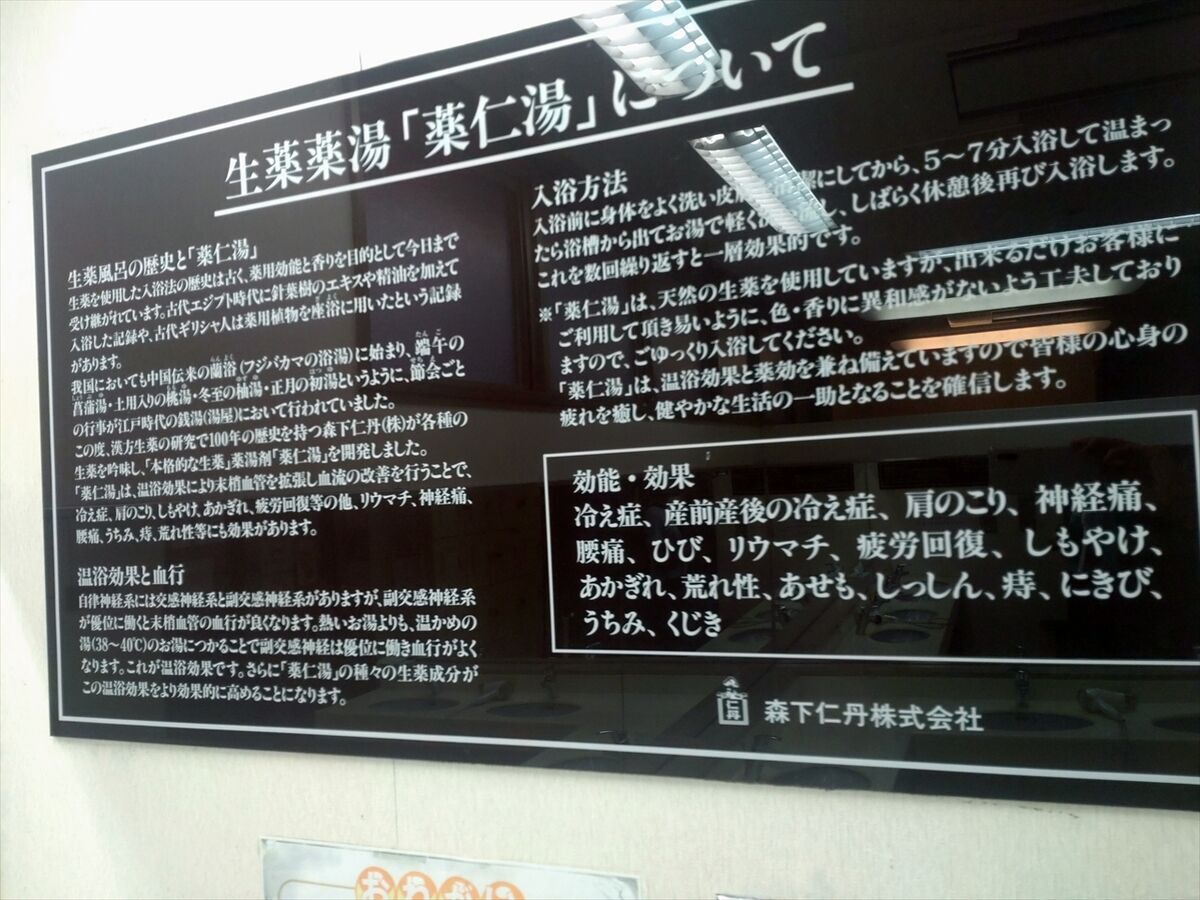 生薬薬湯「薬仁湯」について
生薬風呂の歴史と「薬仁湯」
生薬を使用した入浴法の歴史は古く、薬用効能と香りを目的として今日まで
受け継がれています。古代エジプト時代に針葉樹のエキスや精油を加えて
入浴した記録や、古代ギリシャ人は薬用植物を座浴に用いたという記録
があります。
我国においても中国伝来の蘭浴(フジバカマの浴湯)に始まり、端午の
菖蒲湯・土用入りの桃湯・冬至の柚湯・正月の初湯というように、節会ごと
の行事が江戸時代の銭湯(湯屋)において行われていました。
この度、漢方生薬の研究で100年の歴史を持つ森下仁丹(株)が各種の
生薬を吟味し、「本格的な生薬」薬湯剤「薬仁湯」を開発しました。
「薬仁湯」は、温浴効果により末梢血管を拡張し血流の改善を行うことで、
冷え症、肩のこり、しもやけ、あかぎれ、疲労回復等の他、リウマチ、神経痛、
腰痛、うちみ、痔、荒れ性等にも効果があります。
温浴効果と血行
自律神経系には交感神経系と副交感神経系がありますが、副交感神経系
が優位に働くと末梢血管の血行が良くなります。熱いお湯よりも、温かめの
湯(38〜40℃)のお湯につかることで副交感神経は優位に働き血行がよく
なります。これが温浴効果です。さらに「薬仁湯」の種々の生薬成分が
この温浴効果をより効果的に高めることになります。
入浴方法
入浴前に身体をよく洗い皮膚を にしてから、5〜7分入浴して温まっ
たら浴槽から出てお湯で軽く し、しばらく休憩後再び入浴します。
これを数回繰り返すと一層効果的です。
※「薬仁湯」は、天然の生薬を使用していますが、出来るだけお客様に
ご利用して頂き易いように、色・香りに異和感がないよう工夫しており
ますので、ごゆっくり入浴してください。
「薬仁湯」は、温浴効果と薬効を兼ね備えていますので皆様の心身の
疲れを癒し、健やかな生活の一助となることを確信します。
効能・効果
冷え症、産前産後の冷え症、肩のこり、神経痛、
腰痛、ひび、リウマチ、疲労回復、しもやけ、
あかぎれ、荒れ性、あせも、しっしん、痔、にきび、
うちみ、くじき
仁丹
森下仁丹株式会社